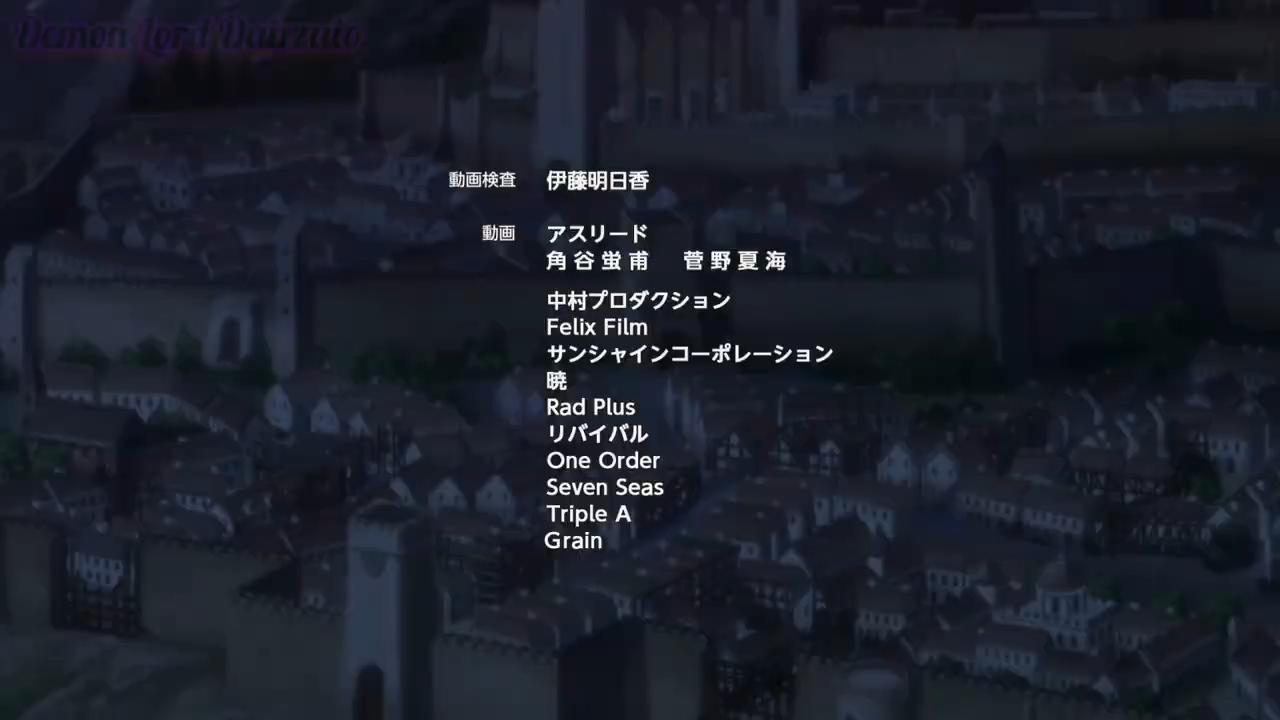 Demon Lord Dairzuto
動画検査 伊藤明日香
動画 アスリード
角谷蛍甫 菅野夏海
中村プロダクション
Felix Film
サンシャインコーポレーション
暁
Rad Plus
リバイバル
One Order
Seven Seas
Triple A
Grain